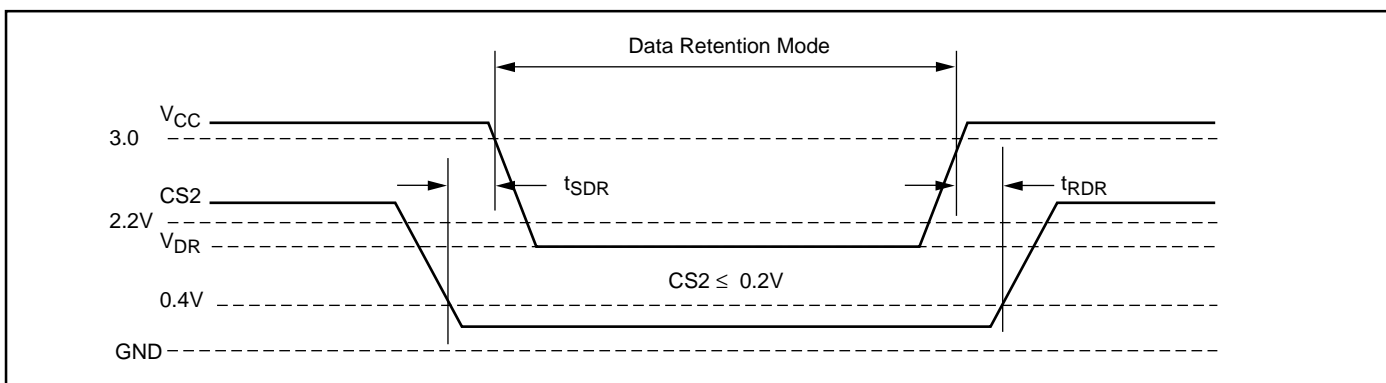 Data Retention Mode
VCC
3.0
tSDR
tRDR
CS2
2.2V
VDR
CS2 ≤ 0.2V
0.4V
GND